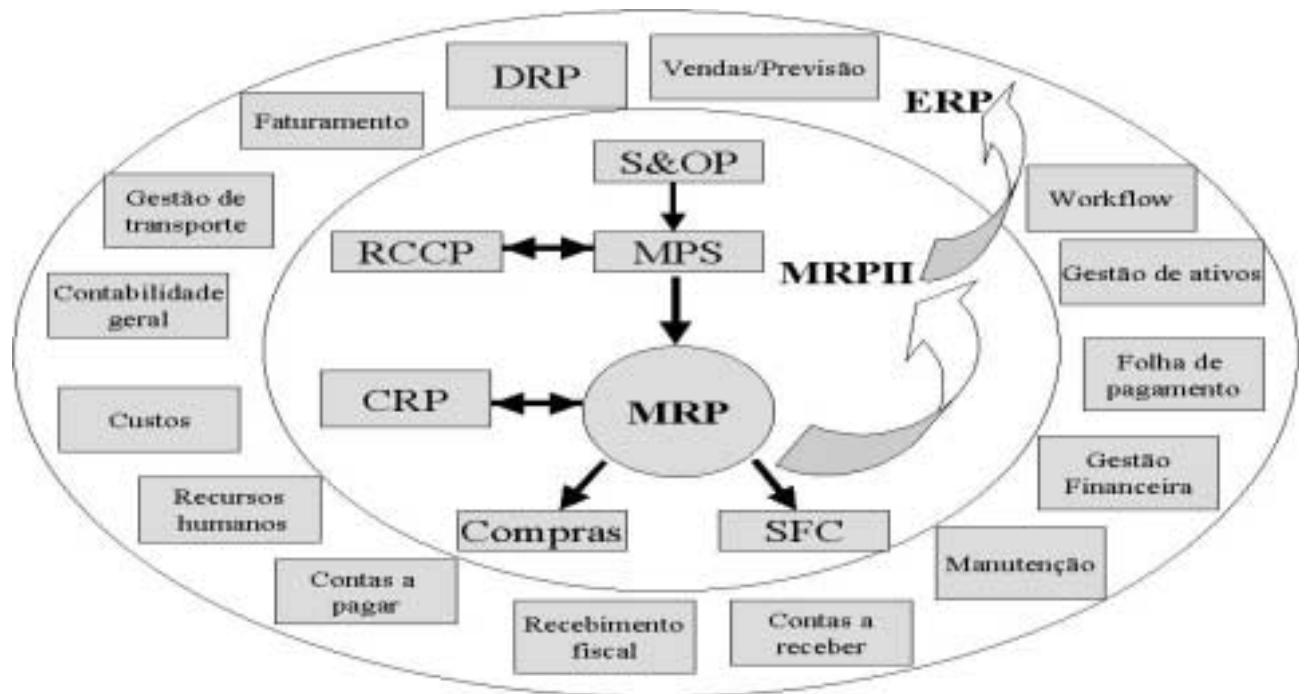 DRP
Vendas/Previsão
ERP
Faturamento
S&OP
Gestão de
transporte
Workflow
RCCP
MPS
MRPII
Gestão de ativos
Contabilidade
geral
Folha de
pagamento
CRP
MRP
Custos
Gestão
Financeira
Recursos
humanos
Compras
SFC
Manutenção
Contas a
pagar
Recebimento
fiscal
Contas a
receber